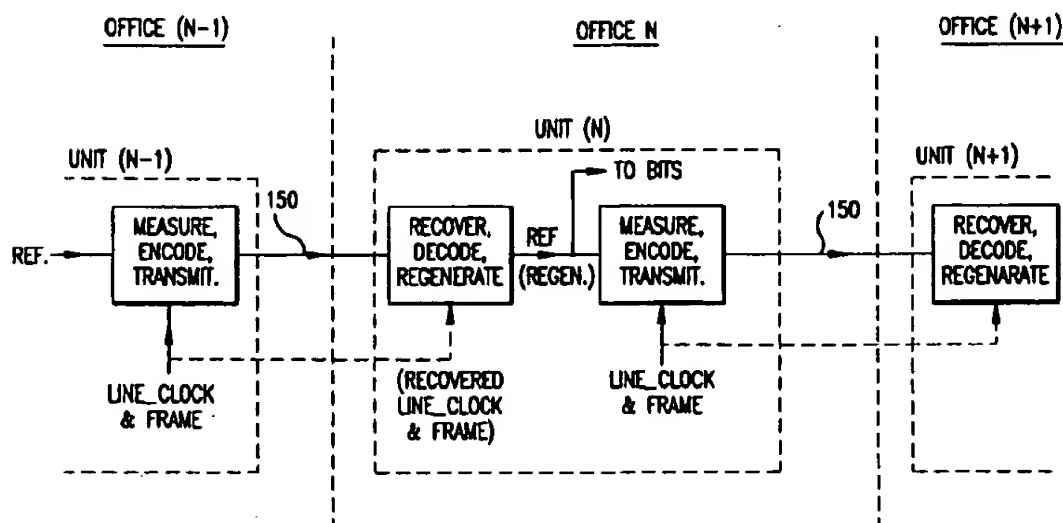 OFFICE (N-1)
OFFICE N
OFFICE (N+1)
UNIT (N-1)
UNIT (N)
UNIT (N+1)
TO BITS
150
150
REF.
MEASURE,
ENCODE,
TRANSMIT.
RECOVER,
DECODE,
REGENERATE
REF
(REGEN.)
MEASURE,
ENCODE,
TRANSMIT.
RECOVER,
DECODE,
REGENARATE
LINE_CLOCK
& FRAME
(RECOVERED
LINE_CLOCK
& FRAME)
LINE_CLOCK
& FRAME